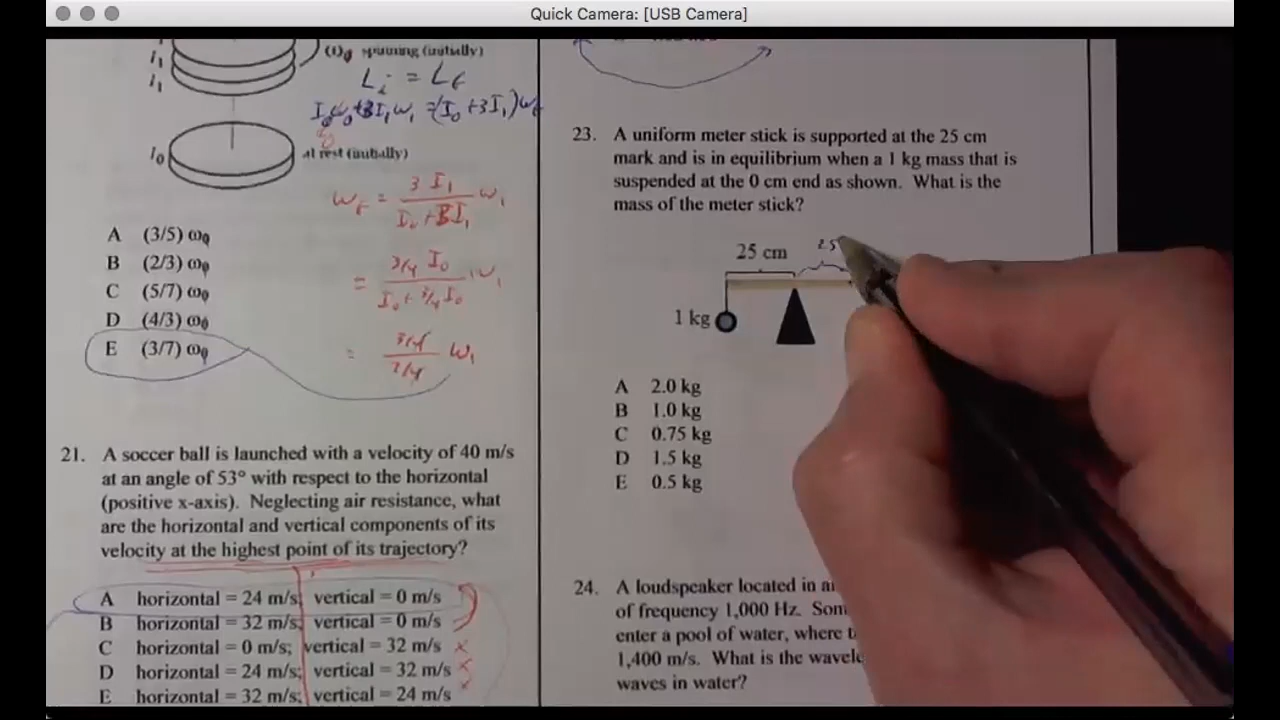 Quick Camera: [USB Camera]
I₁
I₁
spinning (initially)
Lᵢ = L_f
I₀ω₀ + 3I₁ω₁ = (I₀ + 3I₁)ω_f
I₀
at rest (initially)
ω_f = 3 I₁ / I₀ + 3I₁ ω₁
= 3/4 I₀ / I₀ + 3/4 I₀ ω₁
= 3/4 / 7/4 ω₁
A (3/5) ω₀
B (2/3) ω₀
C (5/7) ω₀
D (4/3) ω₀
E (3/7) ω₀
21. A soccer ball is launched with a velocity of 40 m/s
at an angle of 53° with respect to the horizontal
(positive x-axis). Neglecting air resistance, what
are the horizontal and vertical components of its
velocity at the highest point of its trajectory?
A horizontal = 24 m/s; vertical = 0 m/s
B horizontal = 32 m/s; vertical = 0 m/s
C horizontal = 0 m/s; vertical = 32 m/s
D horizontal = 24 m/s; vertical = 32 m/s
E horizontal = 32 m/s; vertical = 24 m/s
23. A uniform meter stick is supported at the 25 cm
mark and is in equilibrium when a 1 kg mass that is
suspended at the 0 cm end as shown. What is the
mass of the meter stick?
25 cm
25
1 kg
A 2.0 kg
B 1.0 kg
C 0.75 kg
D 1.5 kg
E 0.5 kg
24. A loudspeaker located in
of frequency 1,000 Hz.
enter a pool of water, where
1,400 m/s. What is the
waves in water?